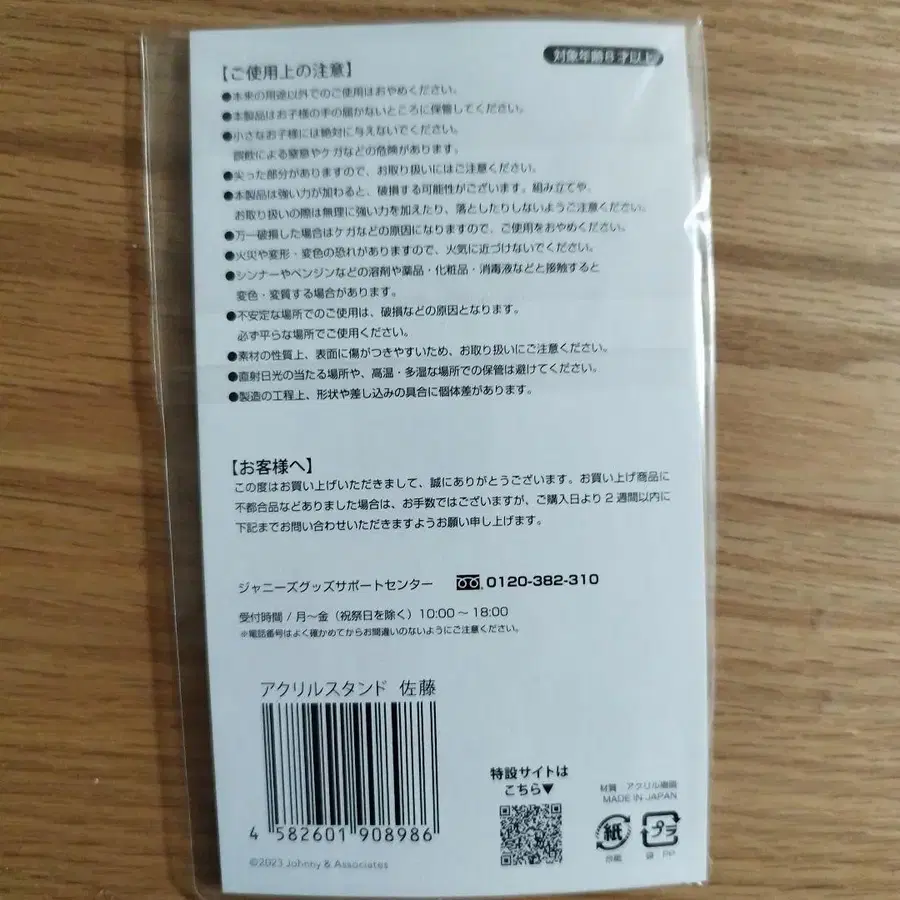 対象年齢8才以上
【ご使用上の注意】
●本来の用途以外でのご使用はおやめください。
●本製品はお子様の手の届かないところに保管してください。
●小さなお子様には絶対に与えないでください。
誤飲による窒息やケガなどの危険があります。
●尖った部分がありますので、お取り扱いにはご注意ください。
●本製品は強い力が加わると、破損する可能性がございます。組み立てや、
お取り扱いの際は無理に強い力を加えたり、落としたりしないようご注意ください。
●万一破損した場合はケガなどの原因になりますので、ご使用をおやめください。
●火災や変形・変色の恐れがありますので、火気に近づけないでください。
●シンナーやベンジンなどの溶剤や薬品・化粧品・消毒液などと接触すると
変色・変質する場合があります。
●不安定な場所でのご使用は、破損などの原因となります。
必ず平らな場所でご使用ください。
●素材の性質上、表面に傷がつきやすいため、お取り扱いにご注意ください。
●直射日光の当たる場所や、高温・多湿な場所での保管は避けてください。
●製造の工程上、形状や差し込みの具合に個体差があります。
【お客様へ】
この度はお買い上げいただきまして、誠にありがとうございます。お買い上げ商品に
不都合品などありました場合は、お手数ではございますが、ご購入日より2週間以内に
下記までお問い合わせいただきますようお願い申し上げます。
ジャニーズグッズサポートセンター 0120-382-310
受付時間/月〜金（祝祭日を除く）10:00〜18:00
※電話番号はよく確かめてからお間違いのないようにご注意ください。
アクリルスタンド 佐藤
4 582601 908986
©2023 Johnny & Associates
特設サイトは
こちら▼
材質 アクリル樹脂
MADE IN JAPAN
紙 プラ
台紙 袋 PP